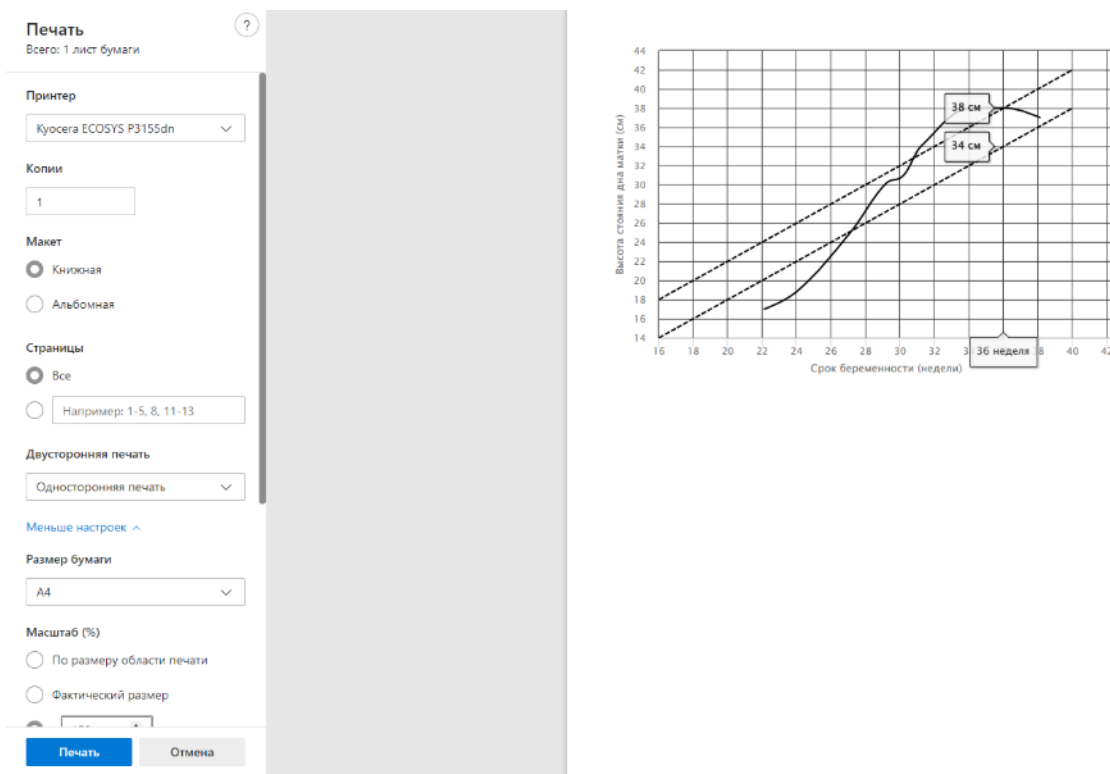 Печать
?
Всего: 1 лист бумаги
Принтер
Kyocera ECOSYS P3155dn
Копии
1
Макет
Книжная
Альбомная
Страницы
Все
Например: 1-5, 8, 11-13
Двусторонняя печать
Односторонняя печать
Меньше настроек
Размер бумаги
A4
Масштаб (%)
По размеру области печати
Фактический размер
Печать
Отмена
44
42
40
38
36
34
32
30
28
26
24
22
20
18
16
14
Высота стояния дна матки (см)
38 см
34 см
16 18 20 22 24 26 28 30 32 3 36 неделя 8 40 42
Срок беременности (недели)